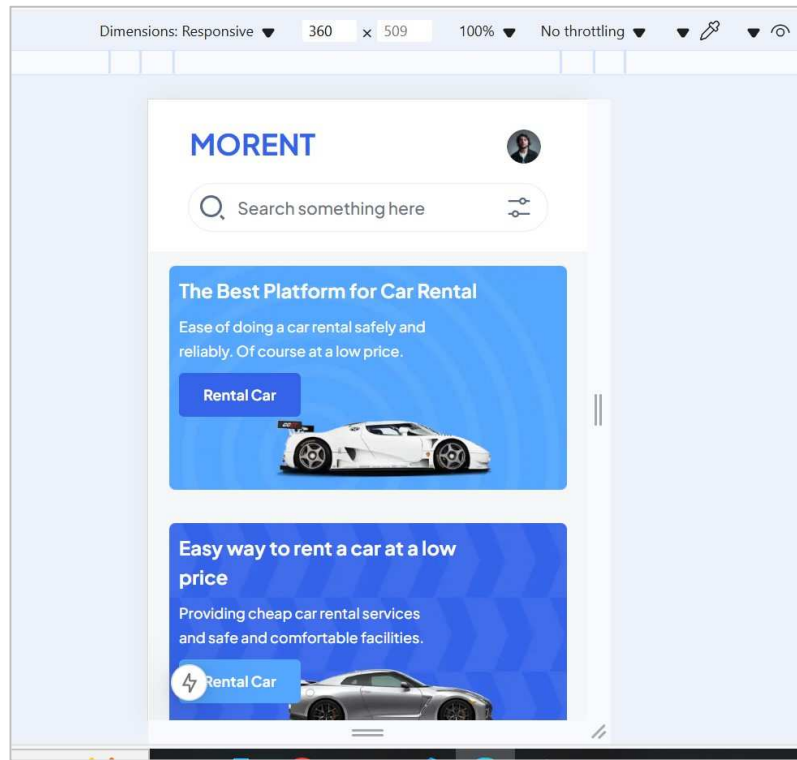 Dimensions: Responsive 360 x 509 100% No throttling
MORENT
Search something here
The Best Platform for Car Rental
Ease of doing a car rental safely and
reliably. Of course at a low price.
Rental Car
Easy way to rent a car at a low
price
Providing cheap car rental services
and safe and comfortable facilities.
Rental Car